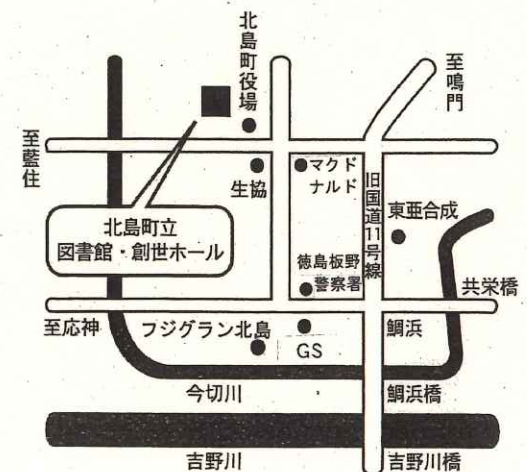 北島町役場
至鳴門
至藍住
生協
マクド
ナルド
旧国道11号線
東亜合成
北島町立
図書館・創世ホール
徳島板野
警察署
共栄橋
至応神
フジグラン北島
GS
鯛浜
今切川
鯛浜橋
吉野川
吉野川橋